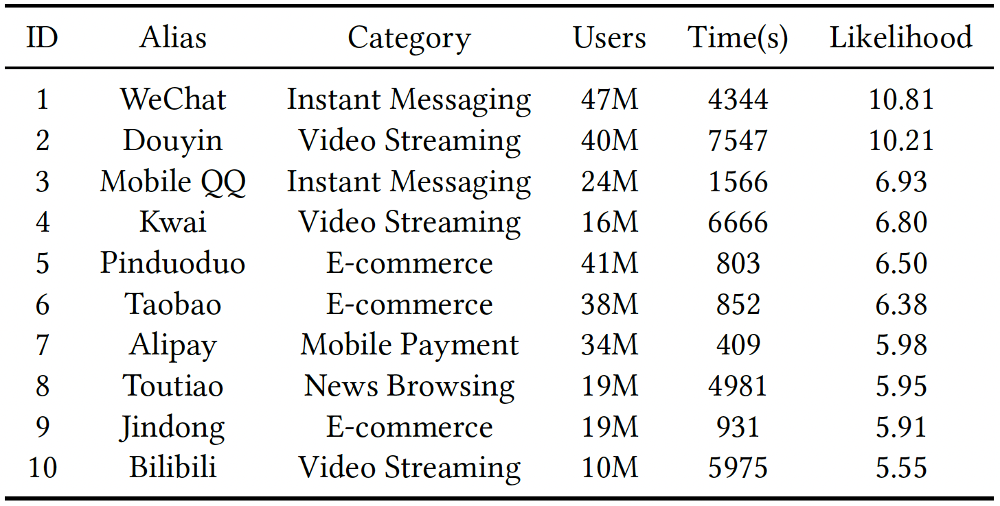 ID Alias Category Users Time(s) Likelihood
1 WeChat Instant Messaging 47M 4344 10.81
2 Douyin Video Streaming 40M 7547 10.21
3 Mobile QQ Instant Messaging 24M 1566 6.93
4 Kwai Video Streaming 16M 6666 6.80
5 Pinduoduo E-commerce 41M 803 6.50
6 Taobao E-commerce 38M 852 6.38
7 Alipay Mobile Payment 34M 409 5.98
8 Toutiao News Browsing 19M 4981 5.95
9 Jindong E-commerce 19M 931 5.91
10 Bilibili Video Streaming 10M 5975 5.55